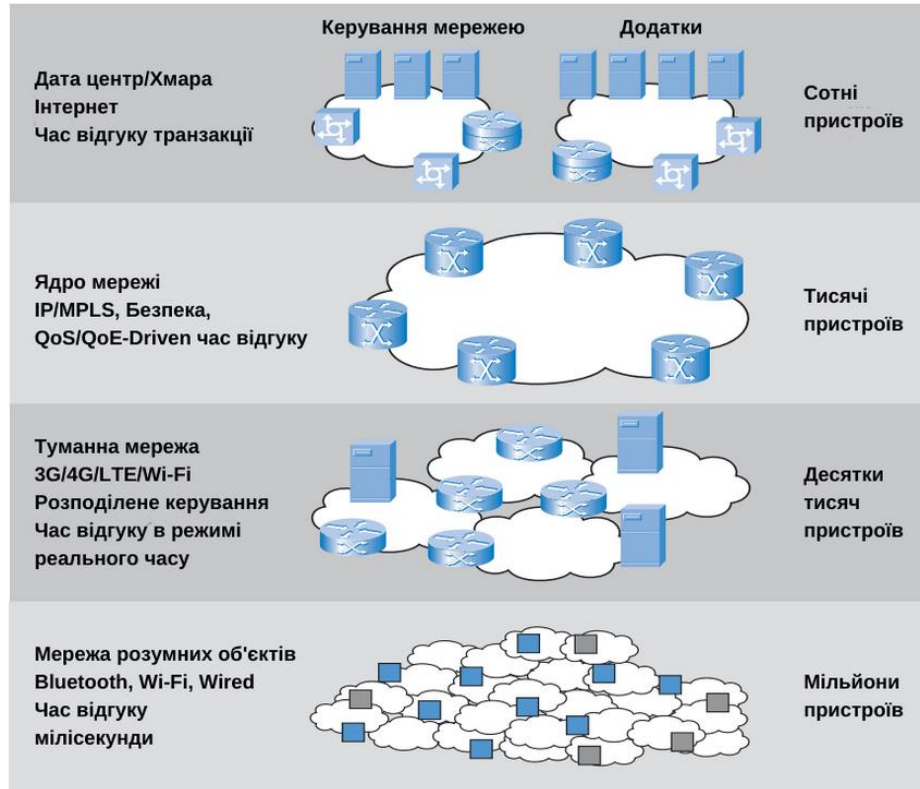 Керування мережею
Додатки
Дата центр/Хмара
Інтернет
Час відгуку транзакції
Сотні
пристроїв
Ядро мережі
IP/MPLS, Безпека,
QoS/QoE-Driven час відгуку
Тисячі
пристроїв
Туманна мережа
3G/4G/LTE/Wi-Fi
Розподілене керування
Час відгуку в режимі
реального часу
Десятки
тисяч
пристроїв
Мережа розумних об'єктів
Bluetooth, Wi-Fi, Wired
Час відгуку
мілісекунди
Мільйони
пристроїв